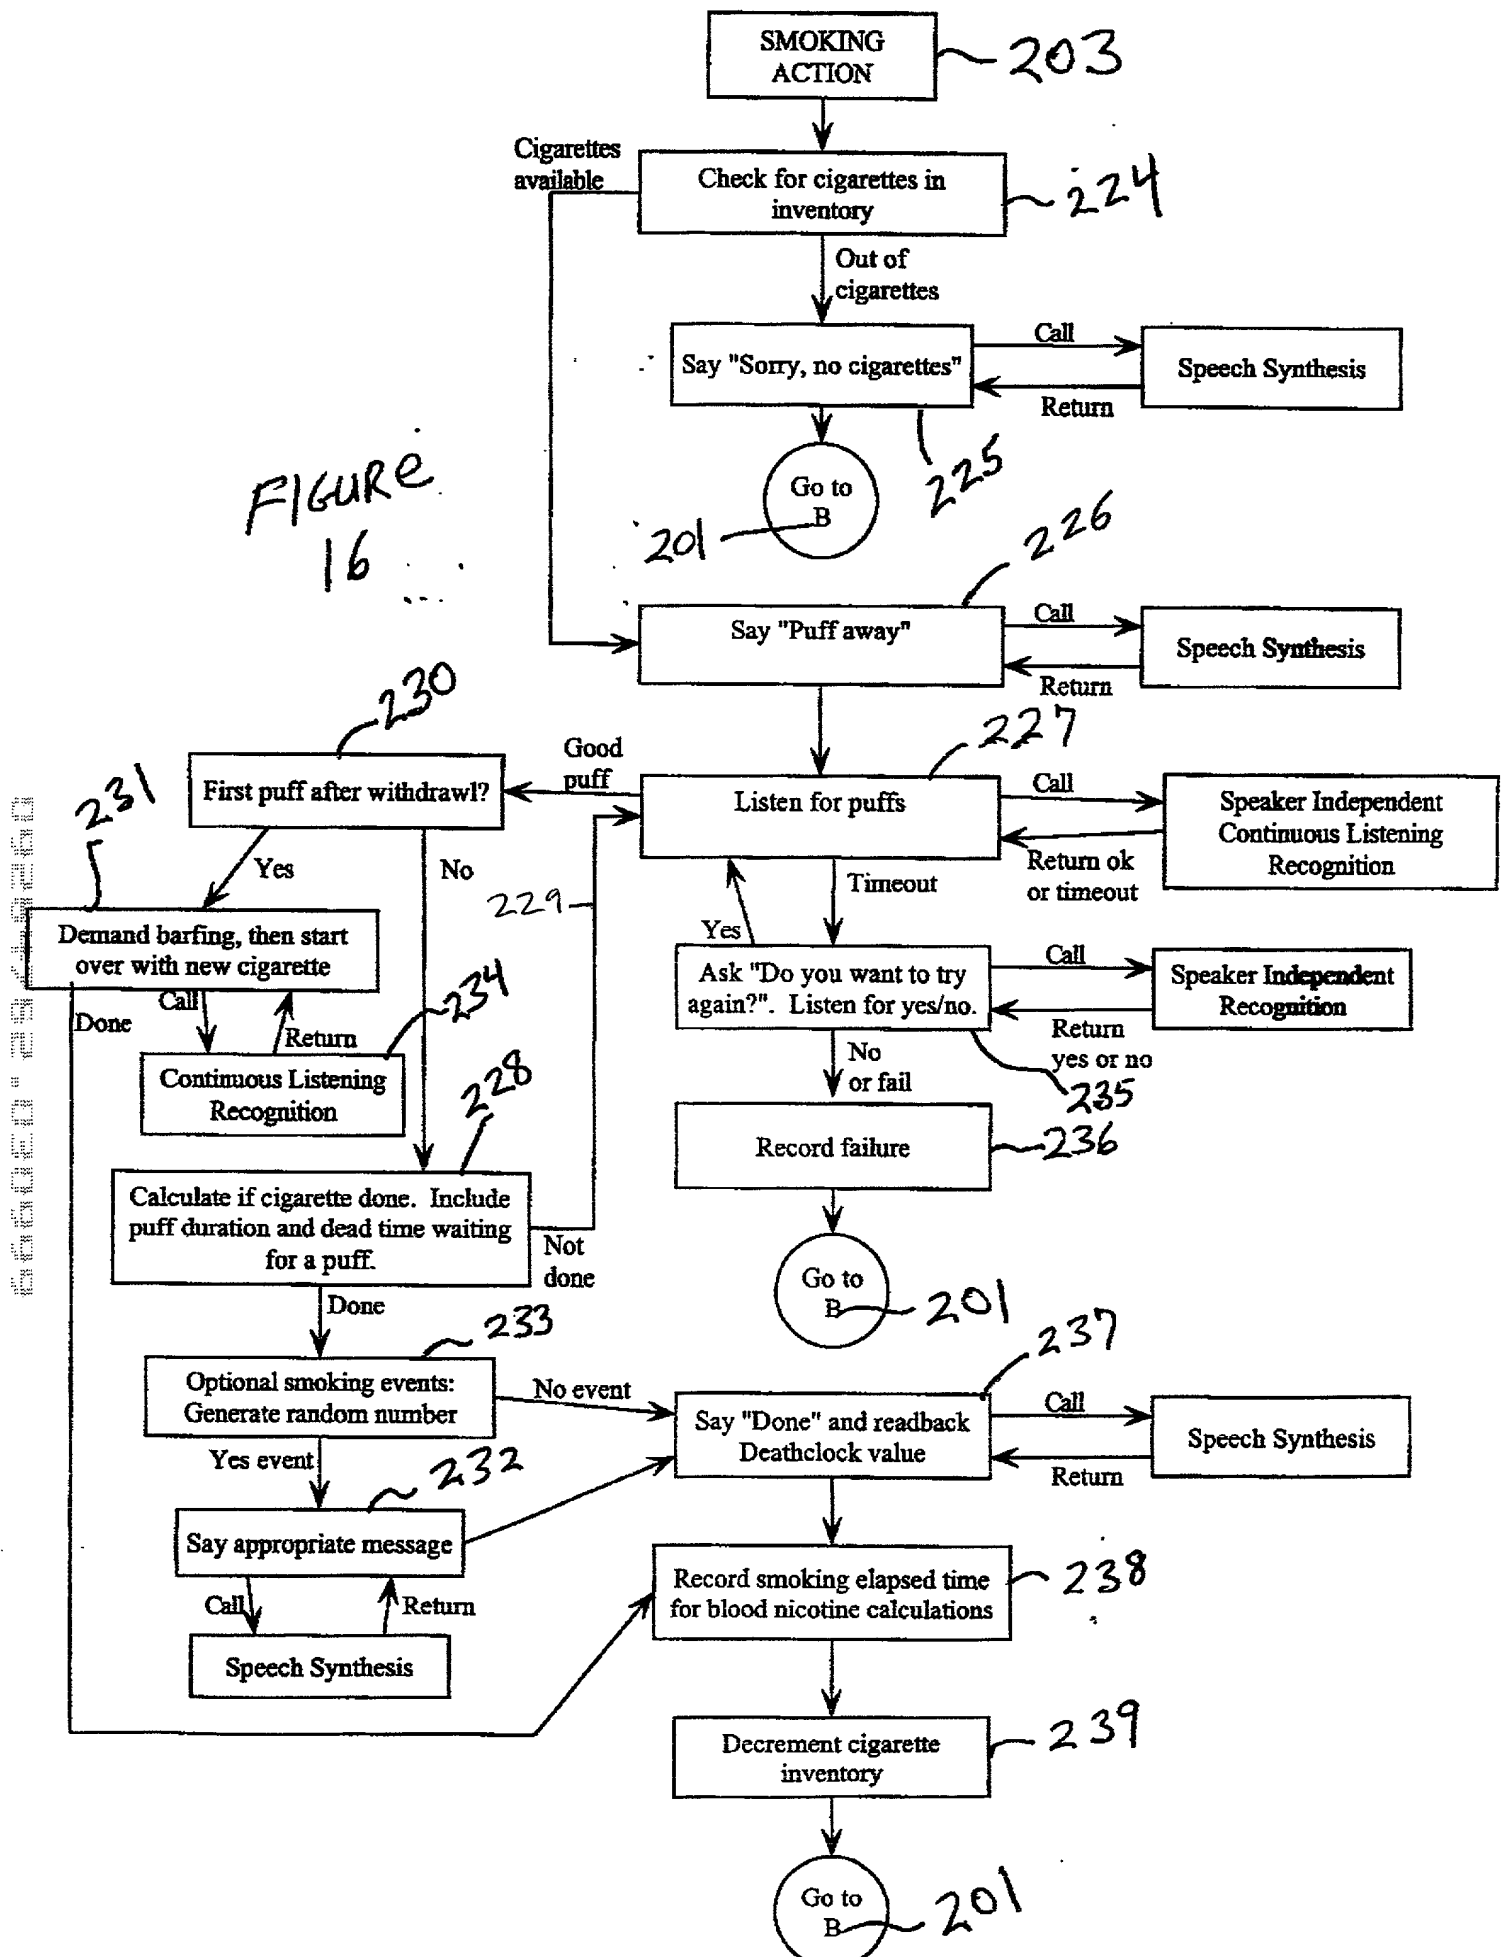 SMOKING
ACTION
203
Cigarettes
available
Check for cigarettes in
inventory
224
Out of
cigarettes
Say "Sorry, no cigarettes"
Call
Return
Speech Synthesis
225
Go to
B
201
FIGURE
16
226
Say "Puff away"
Call
Return
Speech Synthesis
230
227
Good
puff
First puff after withdrawl?
Listen for puffs
Call
Return ok
or timeout
Speaker Independent
Continuous Listening
Recognition
231
Yes
No
229
Timeout
Yes
Demand barfing, then start
over with new cigarette
Ask "Do you want to try
again?". Listen for yes/no.
Call
Return
yes or no
Speaker Independent
Recognition
234
Done
Call
Return
Continuous Listening
Recognition
No
or fail
235
228
Record failure
236
Calculate if cigarette done. Include
puff duration and dead time waiting
for a puff.
Not
done
Go to
B
201
Done
233
237
Optional smoking events:
Generate random number
No event
Say "Done" and readback
Deathclock value
Call
Return
Speech Synthesis
Yes event
232
Say appropriate message
Call
Return
Speech Synthesis
Record smoking elapsed time
for blood nicotine calculations
238
Decrement cigarette
inventory
239
Go to
B
201